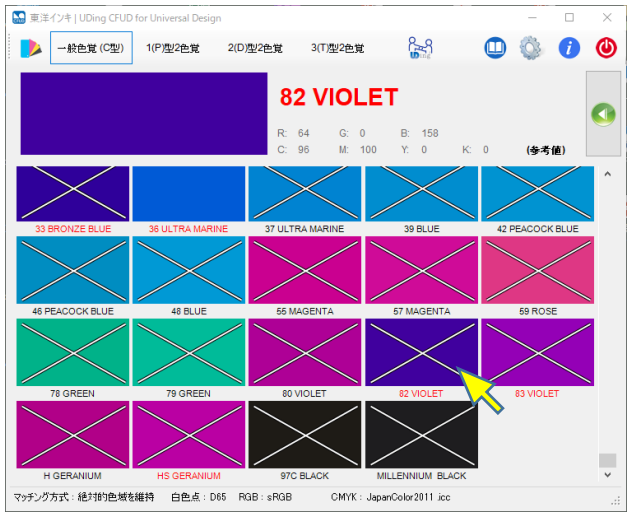 東洋インキ | UDing CFUD for Universal Design
一般色覚 (C型) 1(P)型2色覚 2(D)型2色覚 3(T)型2色覚 UDing
82 VIOLET
R: 64 G: 0 B: 158
C: 96 M: 100 Y: 0 K: 0 (参考値)
33 BRONZE BLUE 36 ULTRA MARINE 37 ULTRA MARINE 39 BLUE 42 PEACOCK BLUE
46 PEACOCK BLUE 48 BLUE 55 MAGENTA 57 MAGENTA 59 ROSE
78 GREEN 79 GREEN 80 VIOLET 82 VIOLET 83 VIOLET
H GERANIUM HS GERANIUM 97C BLACK MILLENNIUM BLACK
マッチング方式 : 絶対的色域を維持 白色点 : D65 RGB : sRGB CMYK : JapanColor2011 .icc